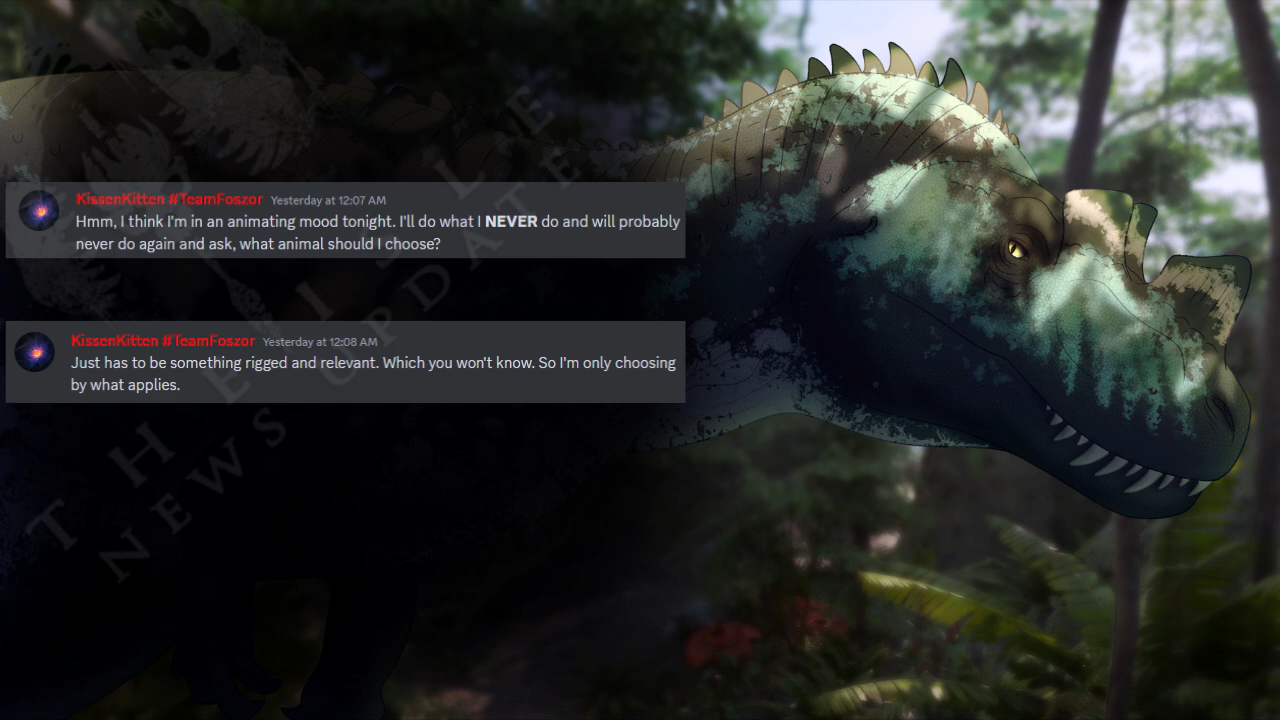 KissenKitten #TeamFoszor Yesterday at 12:07 AM
Hmm, I think I'm in an animating mood tonight. I'll do what I NEVER do and will probably
never do again and ask, what animal should I choose?
KissenKitten #TeamFoszor Yesterday at 12:08 AM
Just has to be something rigged and relevant. Which you won't know. So I'm only choosing
by what applies.
THE ISLE
NEWS UPDATE